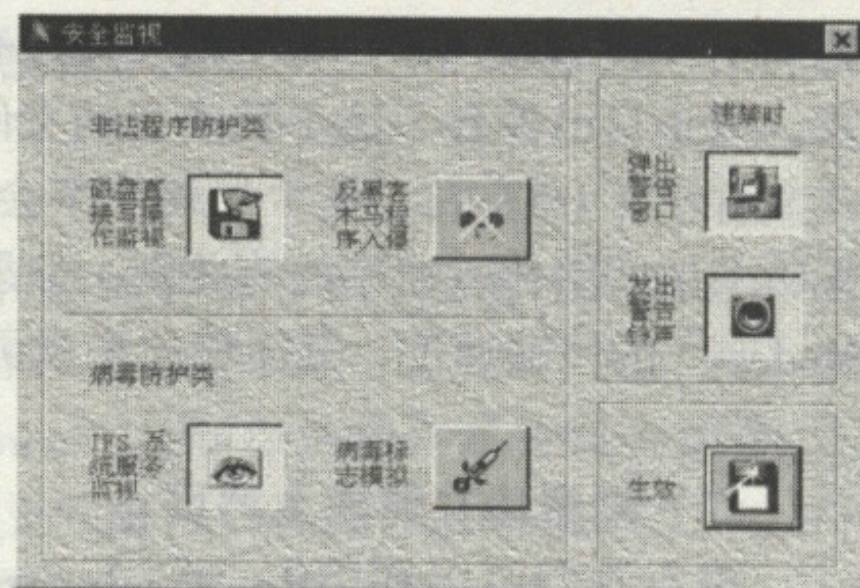 安全监视
非法程序防护类
磁盘直
接写操
作监视
反黑客
木马程
序入侵
病毒防护类
IFS 系
统服务
监视
病毒标
志模拟
违禁时
弹出
警告
窗口
发出
警告
铃声
生效